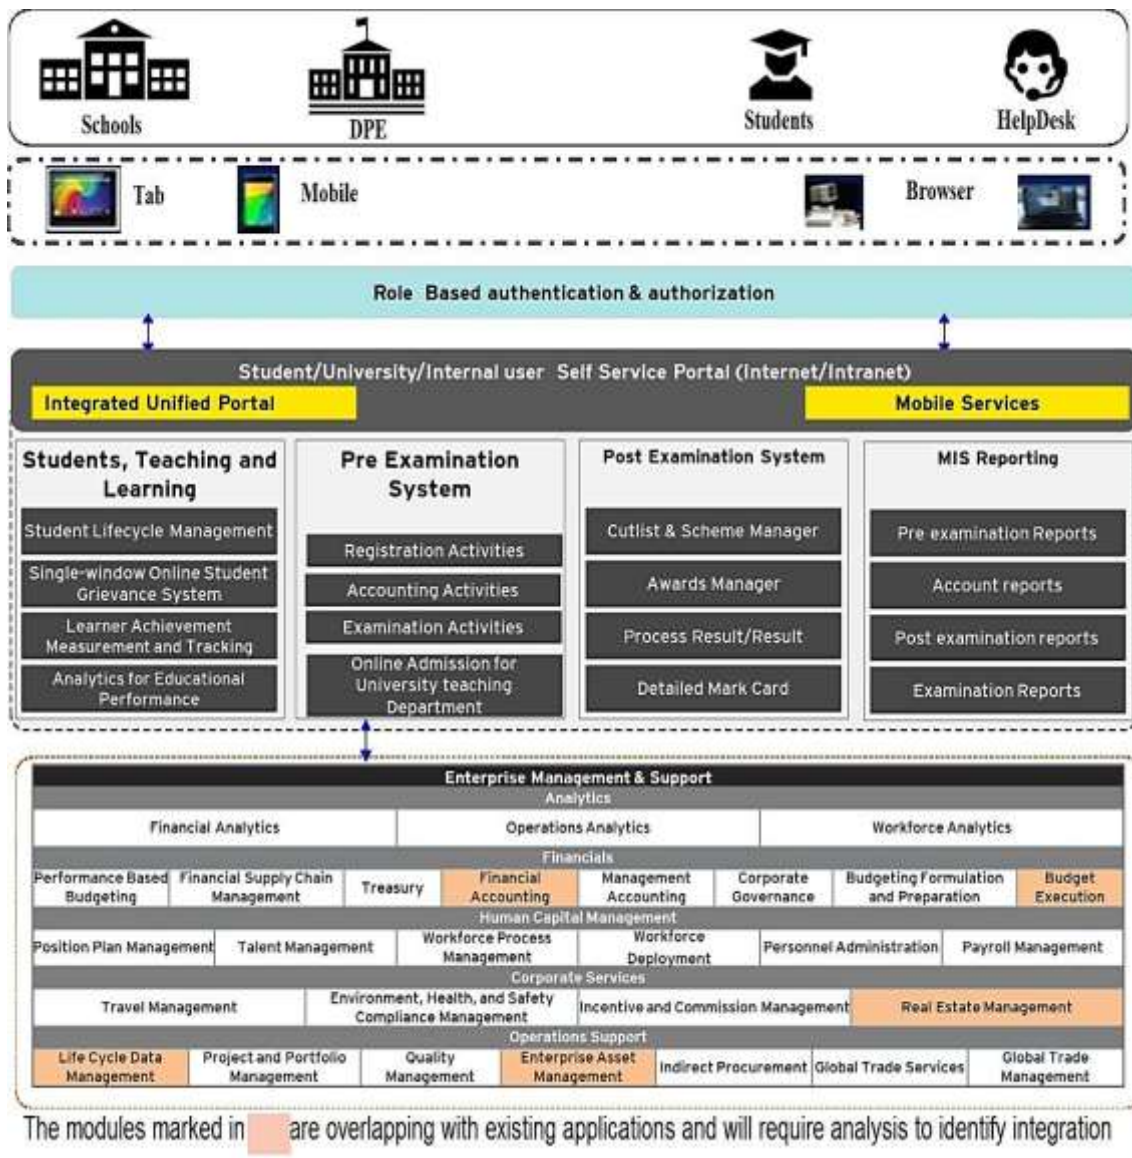 Schools
DPE
Students
HelpDesk
Tab
Mobile
Browser
Role Based authentication & authorization
Student/University/Internal user Self Service Portal (Internet/Intranet)
Integrated Unified Portal
Mobile Services
Students, Teaching and
Learning
Student Lifecycle Management
Single-window Online Student
Grievance System
Learner Achievement
Measurement and Tracking
Analytics for Educational
Performance
Pre Examination
System
Registration Activities
Accounting Activities
Examination Activities
Online Admission for
University teaching
Department
Post Examination System
Cutlist & Scheme Manager
Awards Manager
Process Result/Result
Detailed Mark Card
MIS Reporting
Pre examination Reports
Account reports
Post examination reports
Examination Reports
Enterprise Management & Support
Analytics
Financial Analytics
Operations Analytics
Workforce Analytics
Financials
Performance Based
Budgeting
Financial Supply Chain
Management
Treasury
Financial
Accounting
Management
Accounting
Corporate
Governance
Budgeting Formulation
and Preparation
Budget
Execution
Human Capital Management
Position Plan Management
Talent Management
Workforce Process
Management
Workforce
Deployment
Personnel Administration
Payroll Management
Corporate Services
Travel Management
Environment, Health, and Safety
Compliance Management
Incentive and Commission Management
Real Estate Management
Operations Support
Life Cycle Data
Management
Project and Portfolio
Management
Quality
Management
Enterprise Asset
Management
Indirect Procurement
Global Trade Services
Global Trade
Management
The modules marked in are overlapping with existing applications and will require analysis to identify integration